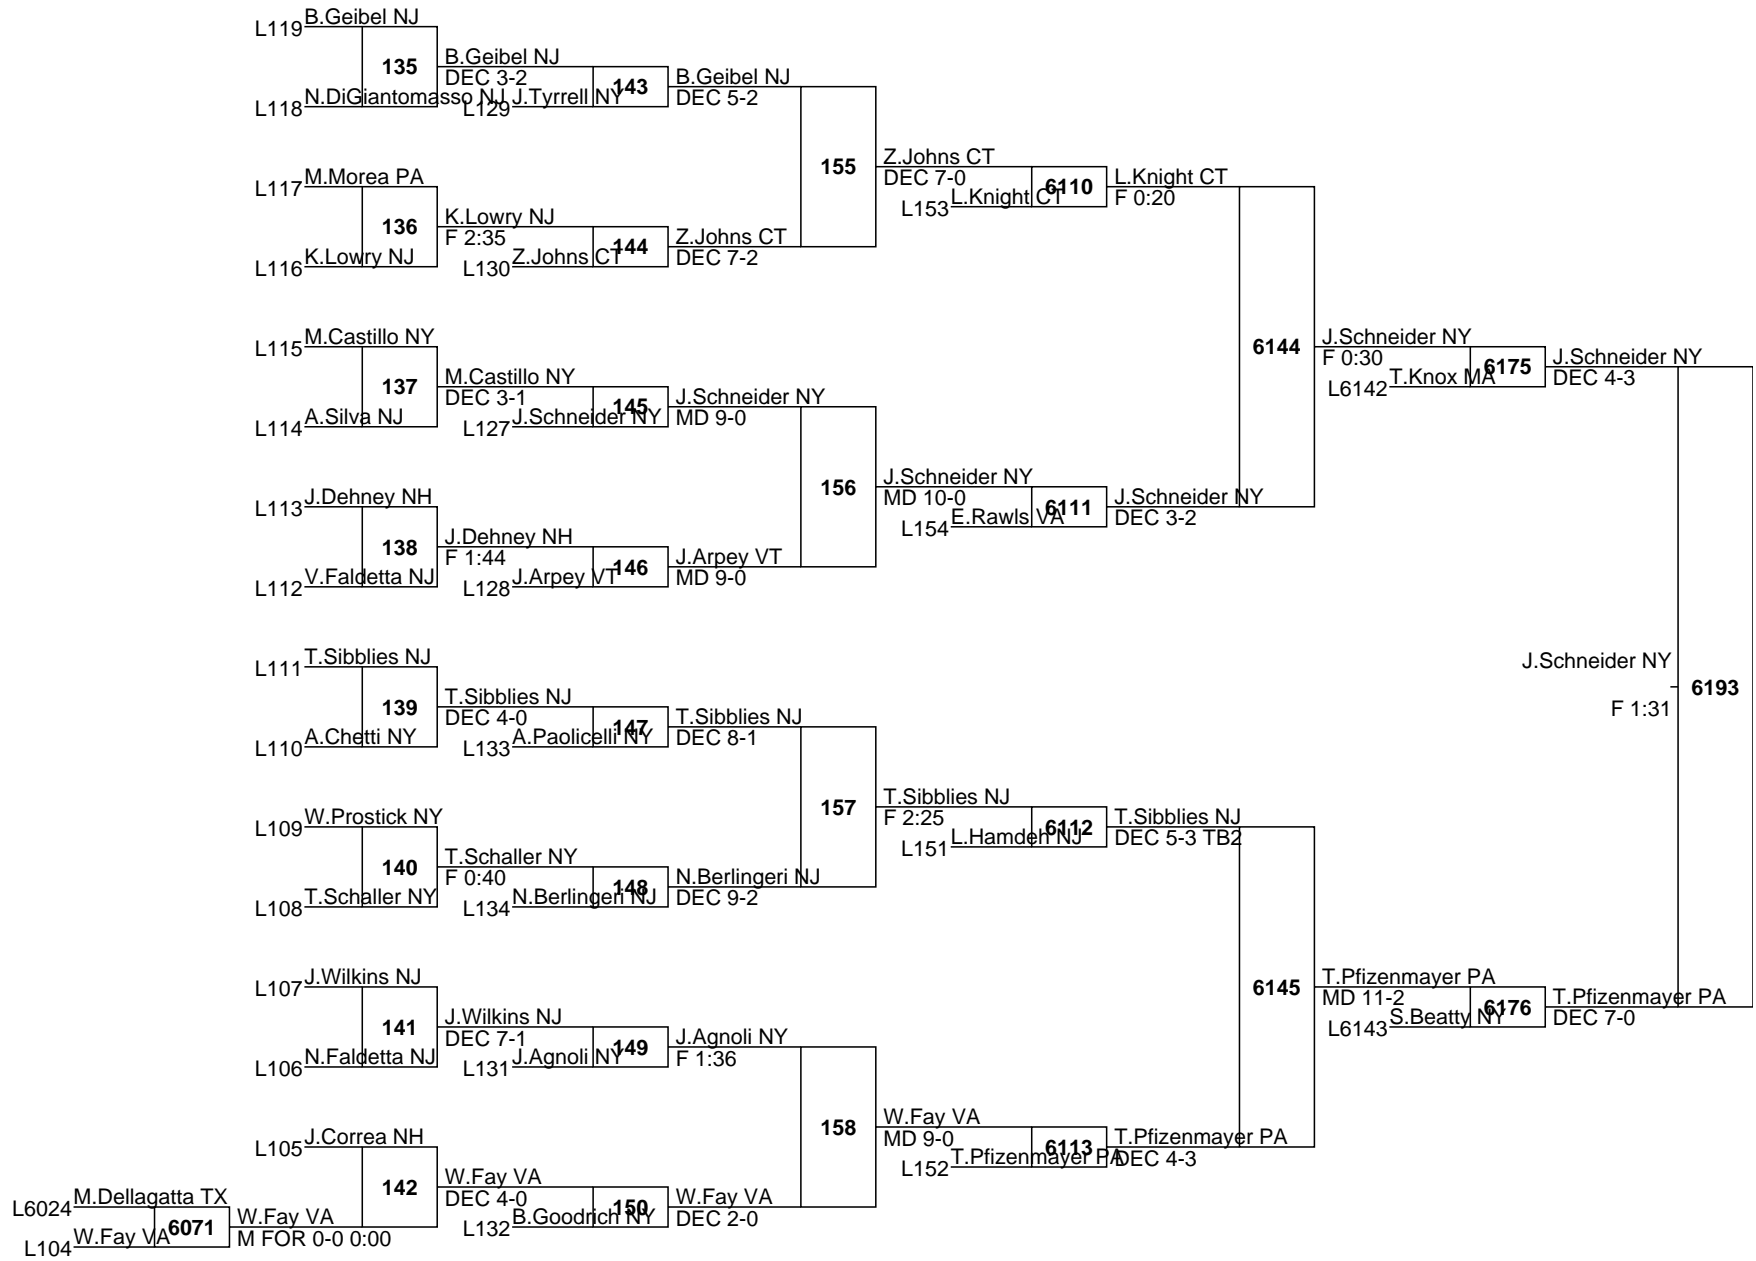 L119 B.Geibel NJ
135
B.Geibel NJ
DEC 3-2
L118 N.DiGiantomasso NJ
L129 J.Tyrrell NY
143
B.Geibel NJ
DEC 5-2
L117 M.Morea PA
136
K.Lowry NJ
F 2:35
L116 K.Lowry NJ
L130 Z.Johns CT
144
Z.Johns CT
DEC 7-2
155
Z.Johns CT
DEC 7-0
L153 L.Knight CT
6110
L.Knight CT
F 0:20
L115 M.Castillo NY
137
M.Castillo NY
DEC 3-1
L114 A.Silva NJ
L127 J.Schneider NY
145
J.Schneider NY
MD 9-0
L113 J.Dehney NH
138
J.Dehney NH
F 1:44
L112 V.Faldetta NJ
L128 J.Arpey VT
146
J.Arpey VT
MD 9-0
156
J.Schneider NY
MD 10-0
L154 E.Rawls VA
6111
J.Schneider NY
DEC 3-2
6144
J.Schneider NY
F 0:30
L6142 T.Knox MA
6175
J.Schneider NY
DEC 4-3
L111 T.Sibblies NJ
139
T.Sibblies NJ
DEC 4-0
L110 A.Chetti NY
L133 A.Paolicelli NY
147
T.Sibblies NJ
DEC 8-1
L109 W.Prostick NY
140
T.Schaller NY
F 0:40
L108 T.Schaller NY
L134 N.Berlingeri NJ
148
N.Berlingeri NJ
DEC 9-2
157
T.Sibblies NJ
F 2:25
L151 L.Hamdeh NJ
6112
T.Sibblies NJ
DEC 5-3 TB2
L107 J.Wilkins NJ
141
J.Wilkins NJ
DEC 7-1
L106 N.Faldetta NJ
L131 J.Agnoli NY
149
J.Agnoli NY
F 1:36
L105 J.Correa NH
142
W.Fay VA
DEC 4-0
L6024 M.Dellagatta TX
6071
W.Fay VA
M FOR 0-0 0:00
L104 W.Fay VA
L132 B.Goodrich NY
150
W.Fay VA
DEC 2-0
158
W.Fay VA
MD 9-0
L152 T.Pfizenmayer PA
6113
T.Pfizenmayer PA
DEC 4-3
6145
T.Pfizenmayer PA
MD 11-2
L6143 S.Beatty NY
6176
T.Pfizenmayer PA
DEC 7-0
J.Schneider NY
6193
F 1:31